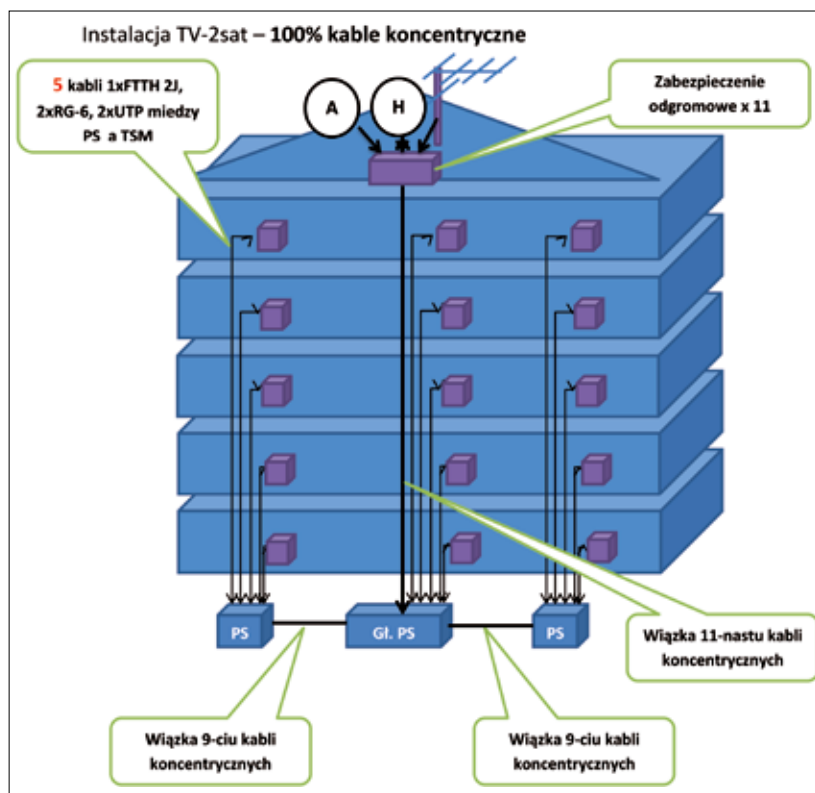 Instalacja TV-2sat – 100% kable koncentryczne
5 kabli 1xFTTH 2J,
2xRG-6, 2xUTP miedzy
PS a TSM
A
H
Zabezpieczenie
odgromowe x 11
PS
Gł. PS
PS
Wiązka 11-nastu kabli
koncentrycznych
Wiązka 9-ciu kabli
koncentrycznych
Wiązka 9-ciu kabli
koncentrycznych